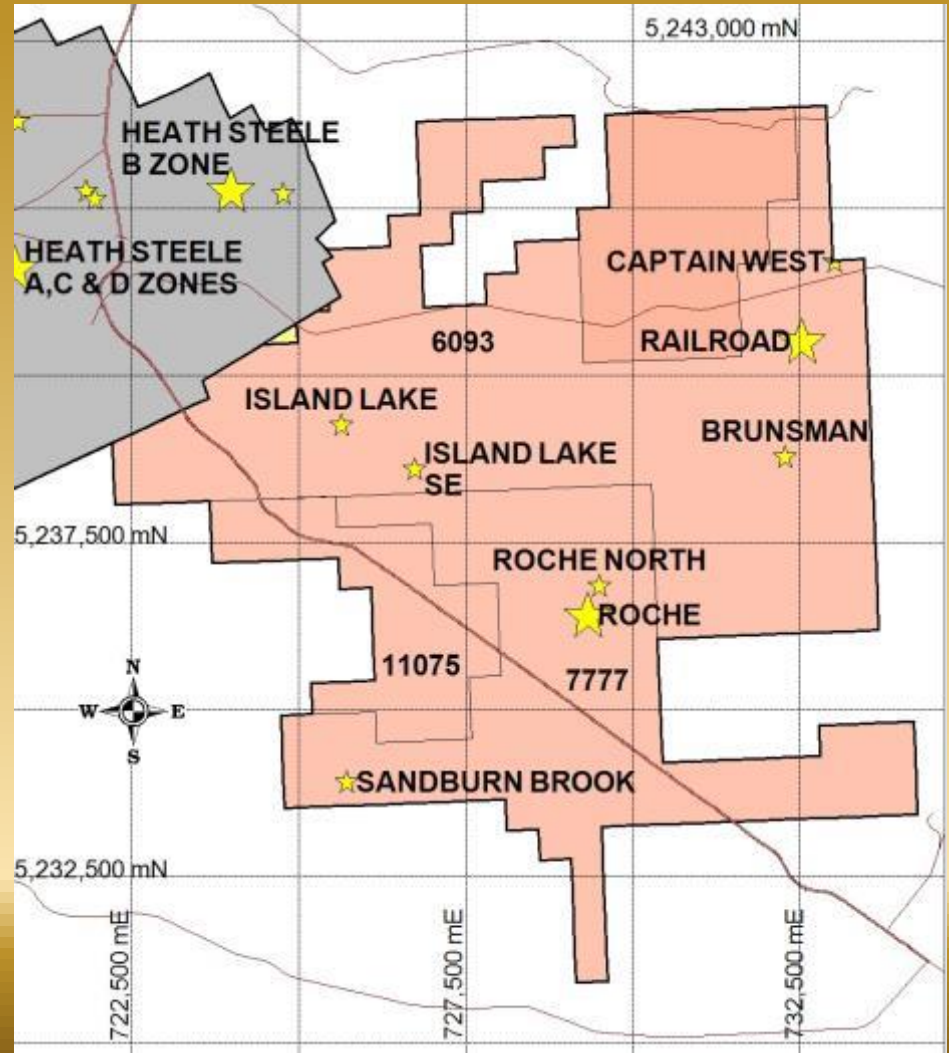 5,243,000 mN
HEATH STEELE
B ZONE
HEATH STEELE
A,C & D ZONES
CAPTAIN WEST
RAILROAD
6093
ISLAND LAKE
BRUNSMAN
ISLAND LAKE
SE
5,237,500 mN
ROCHE NORTH
ROCHE
11075
7777
N
W
E
S
SANDBURN BROOK
5,232,500 mN
722,500 mE
727,500 mE
732,500 mE